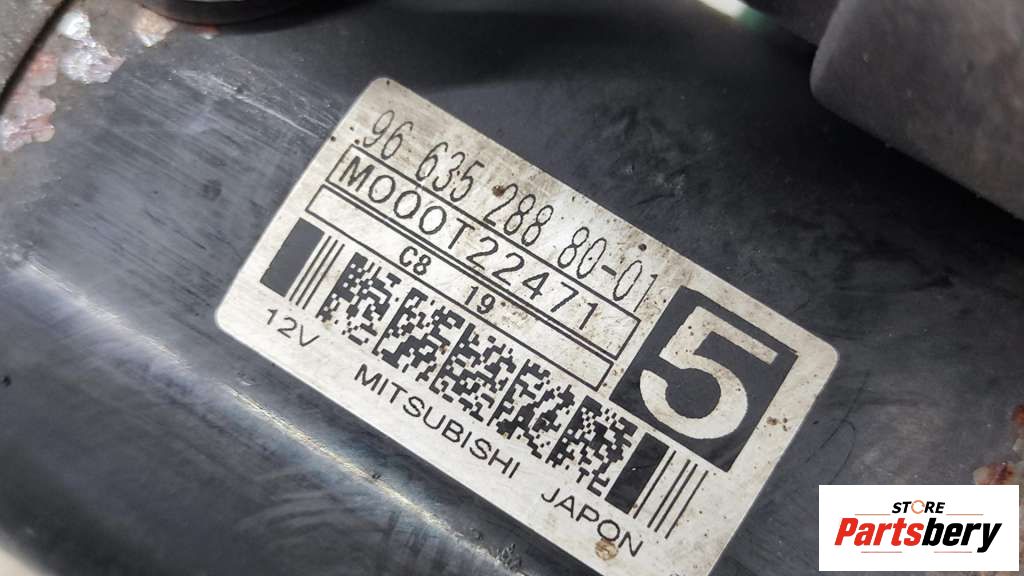 96 635 288 80-01
M000T22471
C8 19
5
12V MITSUBISHI JAPON
STORE
Partsbery